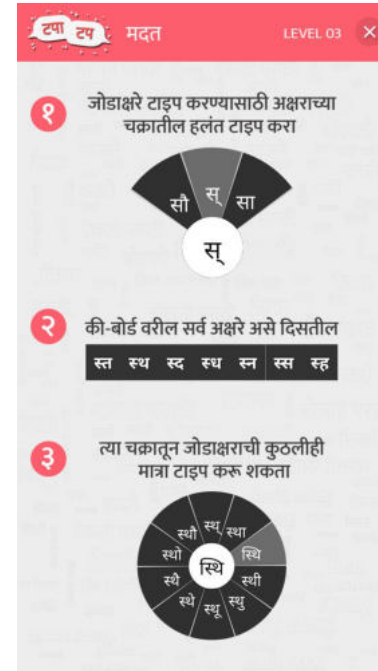 टपा टप मदत LEVEL 03 X
१
जोडाक्षरे टाइप करण्यासाठी अक्षराच्या
चक्रातील हलंत टाइप करा
सौ स् सा
स्
२
की-बोर्ड वरील सर्व अक्षरे असे दिसतील
स्त स्थ स्द स्ध स्न स्स स्ह
३
त्या चक्रातून जोडाक्षराची कुठलीही
मात्रा टाइप करू शकता
स्थौ स्थ् स्था
स्थो स्थि स्थि
स्थै स्थी
स्थे स्थू स्थु